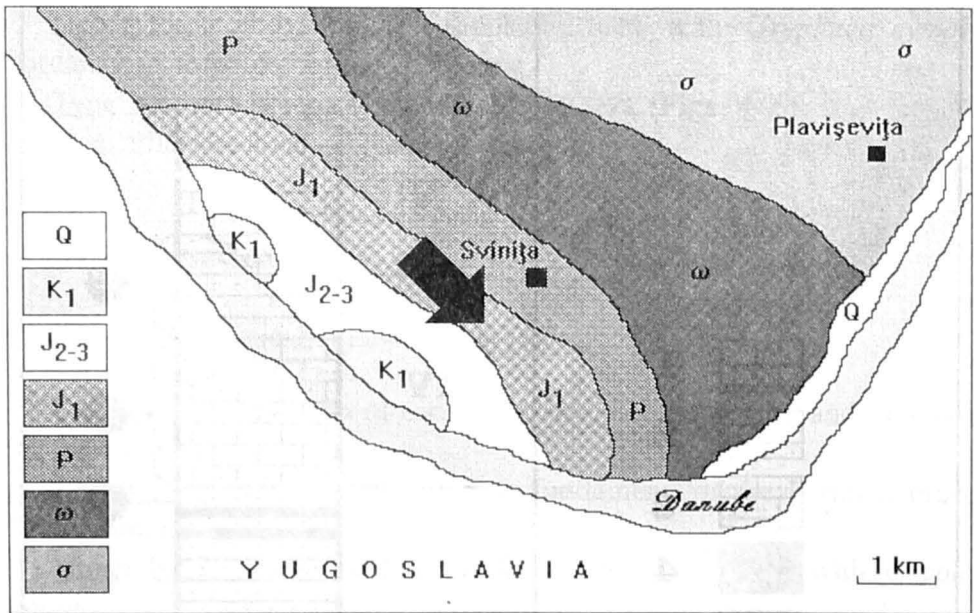 P
σ
σ
ω
Plavişeviţa
J1
Q
K1
Sviniţa
K1
J2-3
ω
Q
J2-3
K1
J1
J1
P
P
Danube
ω
σ
YUGOSLAVIA
1 km